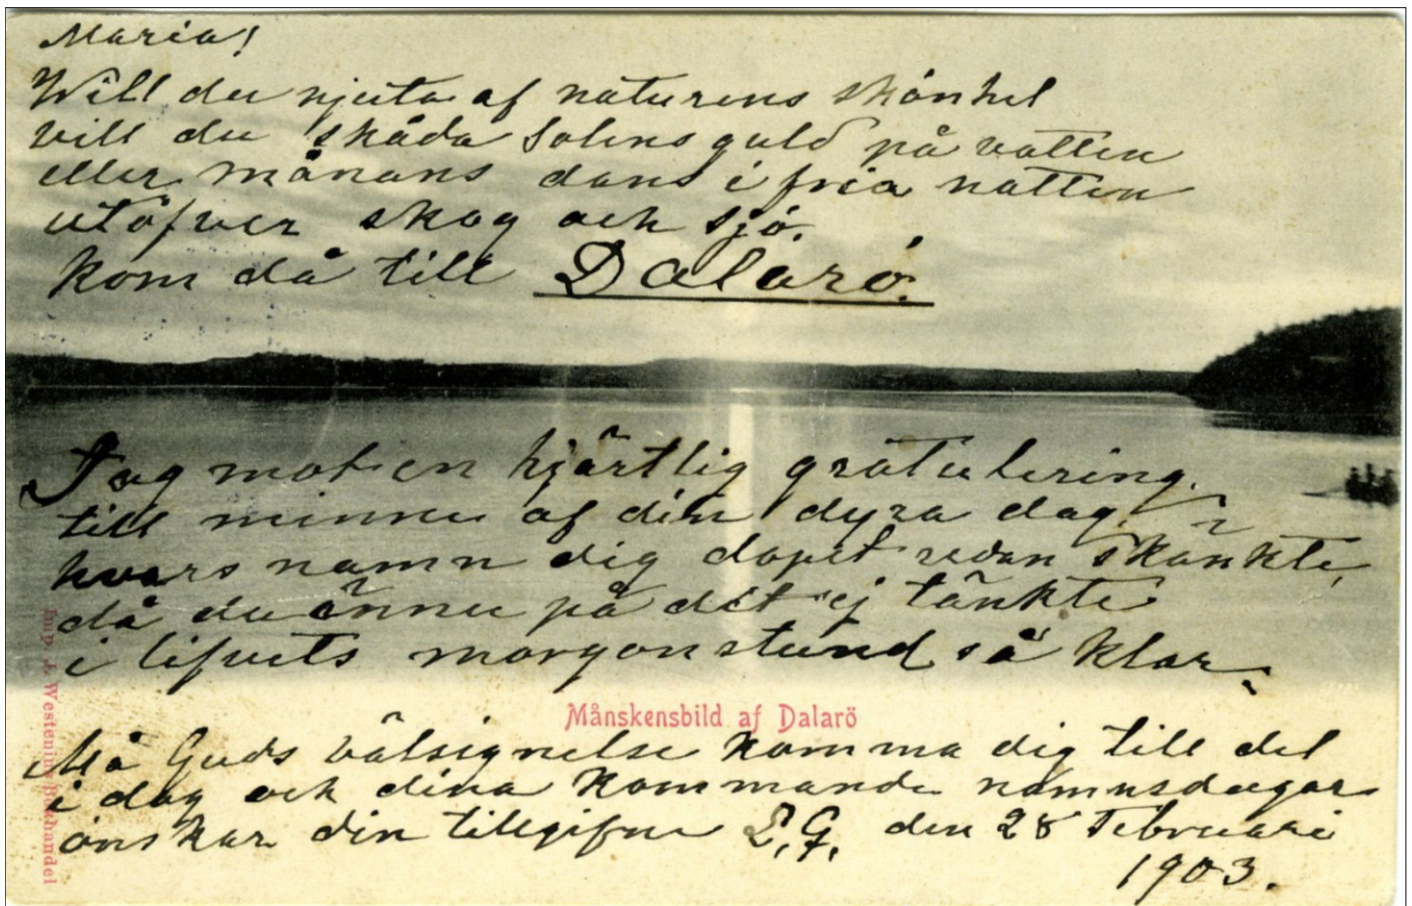 Maria!
Will du njuta af naturens skönhet
vill du skåda Solens guld på vatten
eller månans dans i fria natten
utöfver skog och sjö.
kom då till Dalarö.
Tag mot en hjärtlig gratulering.
till minne af din dyra dag,
hvars namn dig dopet redan skänkte,
då du ännu på det ej tänkte
i lifvets morgonstund så klar.
Månskensbild af Dalarö
Må Guds välsignelse komma dig till del
i dag och dina kommande namnsdagar
önskar din tillgifne E. G. den 28 Februari
1903.
Imp. J. Westenius Bokhandel